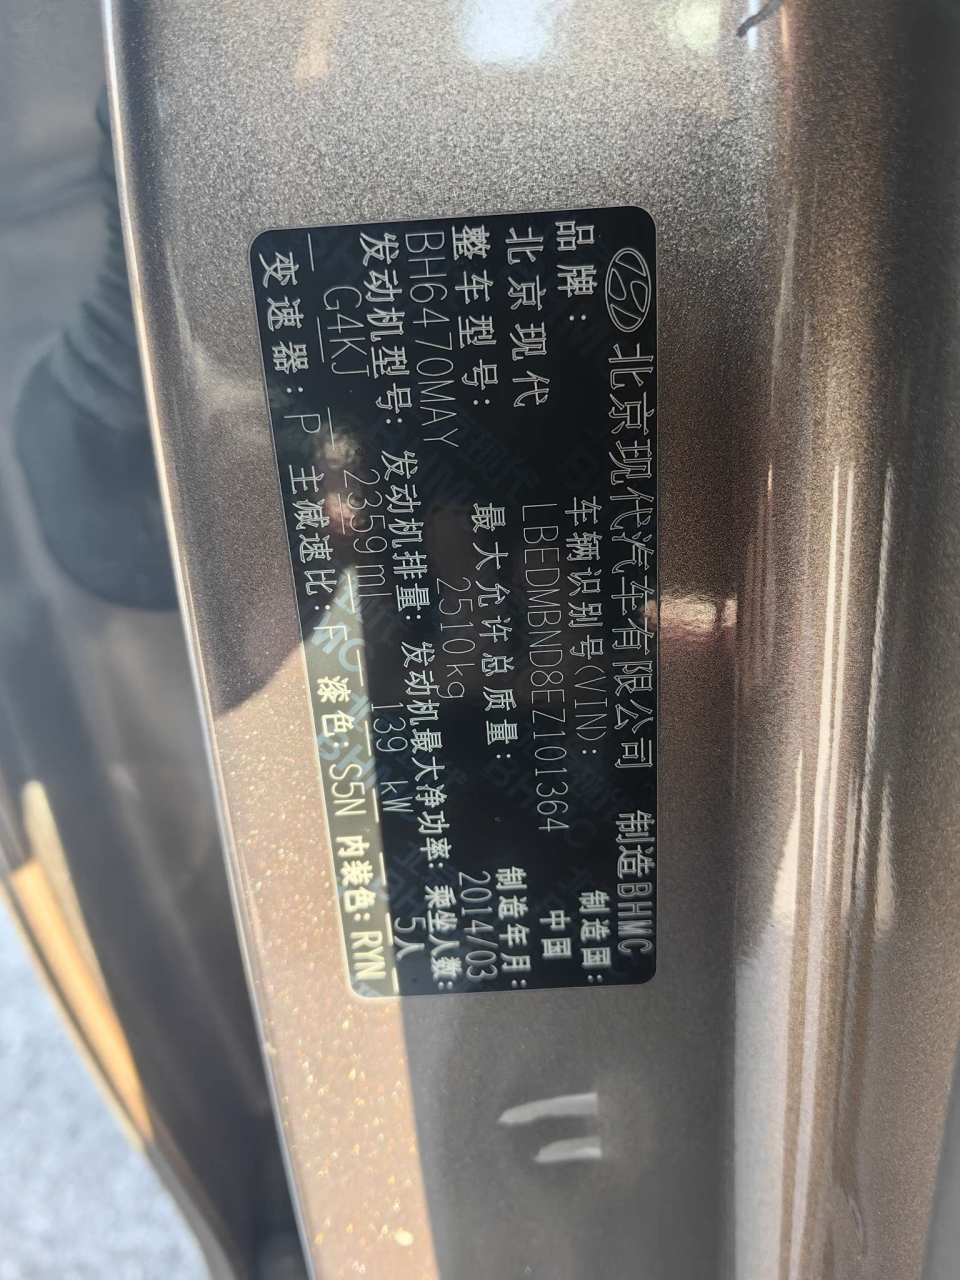 北京现代汽车有限公司 制造 BHMC
品牌: 车辆识别号(VIN): 制造国:
北京现代 LBEDMBND8EZ101364 中国
整车型号: 最大允许总质量: 制造年月:
BH6470MAY 2510kg 2014/03
发动机型号: 发动机排量: 发动机最大净功率: 乘坐人数:
G4KJ 2359ml 139 kW 5人
变速器: P 主减速比: F 漆色: S5N 内装色: RYN